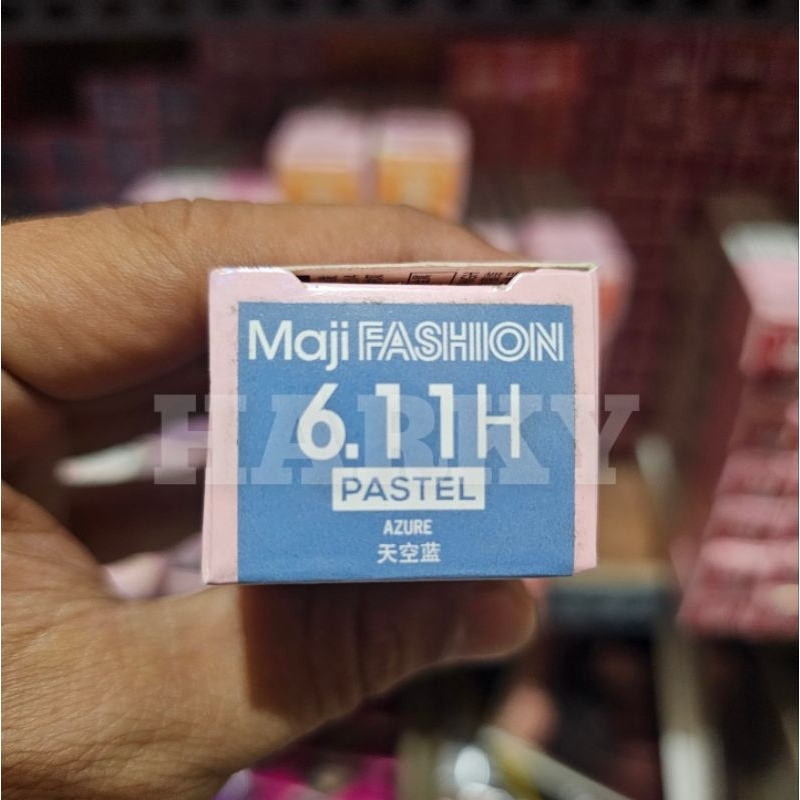 Maji FASHION
6.11H
HARKY
PASTEL
AZURE
天空蓝